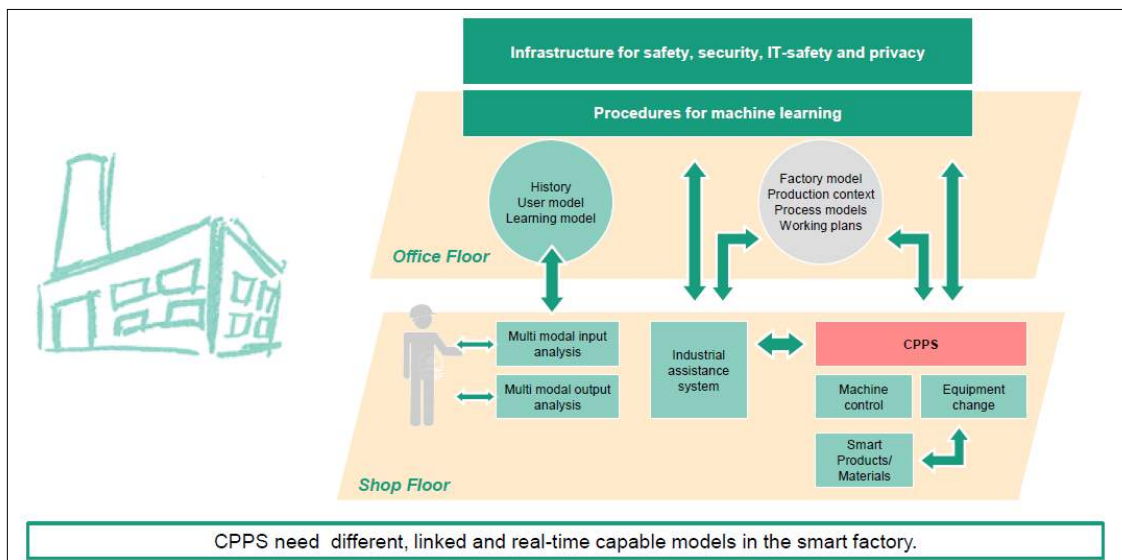 Infrastructure for safety, security, IT-safety and privacy
Procedures for machine learning
History
User model
Learning model
Factory model
Production context
Process models
Working plans
Office Floor
Multi modal input
analysis
Multi modal output
analysis
Industrial
assistance
system
CPPS
Machine
control
Equipment
change
Smart
Products/
Materials
Shop Floor
CPPS need different, linked and real-time capable models in the smart factory.